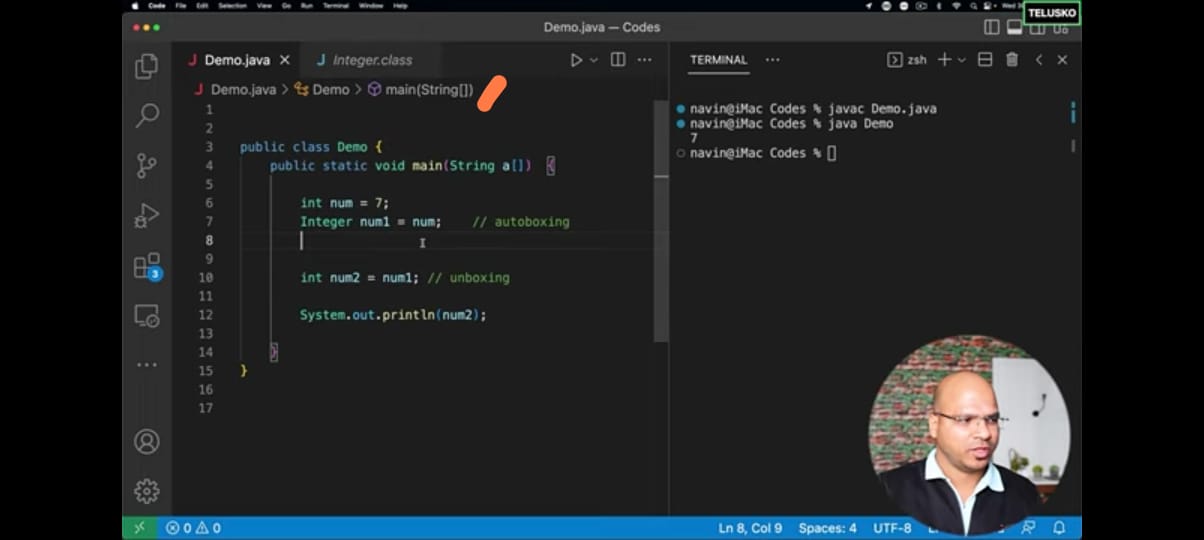 Code File Edit Selection View Go Run Terminal Window Help
TELUSKO
Demo.java — Codes
Demo.java
Integer.class
Demo.java > Demo > main(String[])
1
2
3 public class Demo {
4 public static void main(String a[]) {
5
6 int num = 7;
7 Integer num1 = num; // autoboxing
8
9
10 int num2 = num1; // unboxing
11
12 System.out.println(num2);
13
14 }
15 }
16
17
3
TERMINAL
zsh
navin@iMac Codes % javac Demo.java
navin@iMac Codes % java Demo
7
navin@iMac Codes %
0 0
Ln 8, Col 9 Spaces: 4 UTF-8